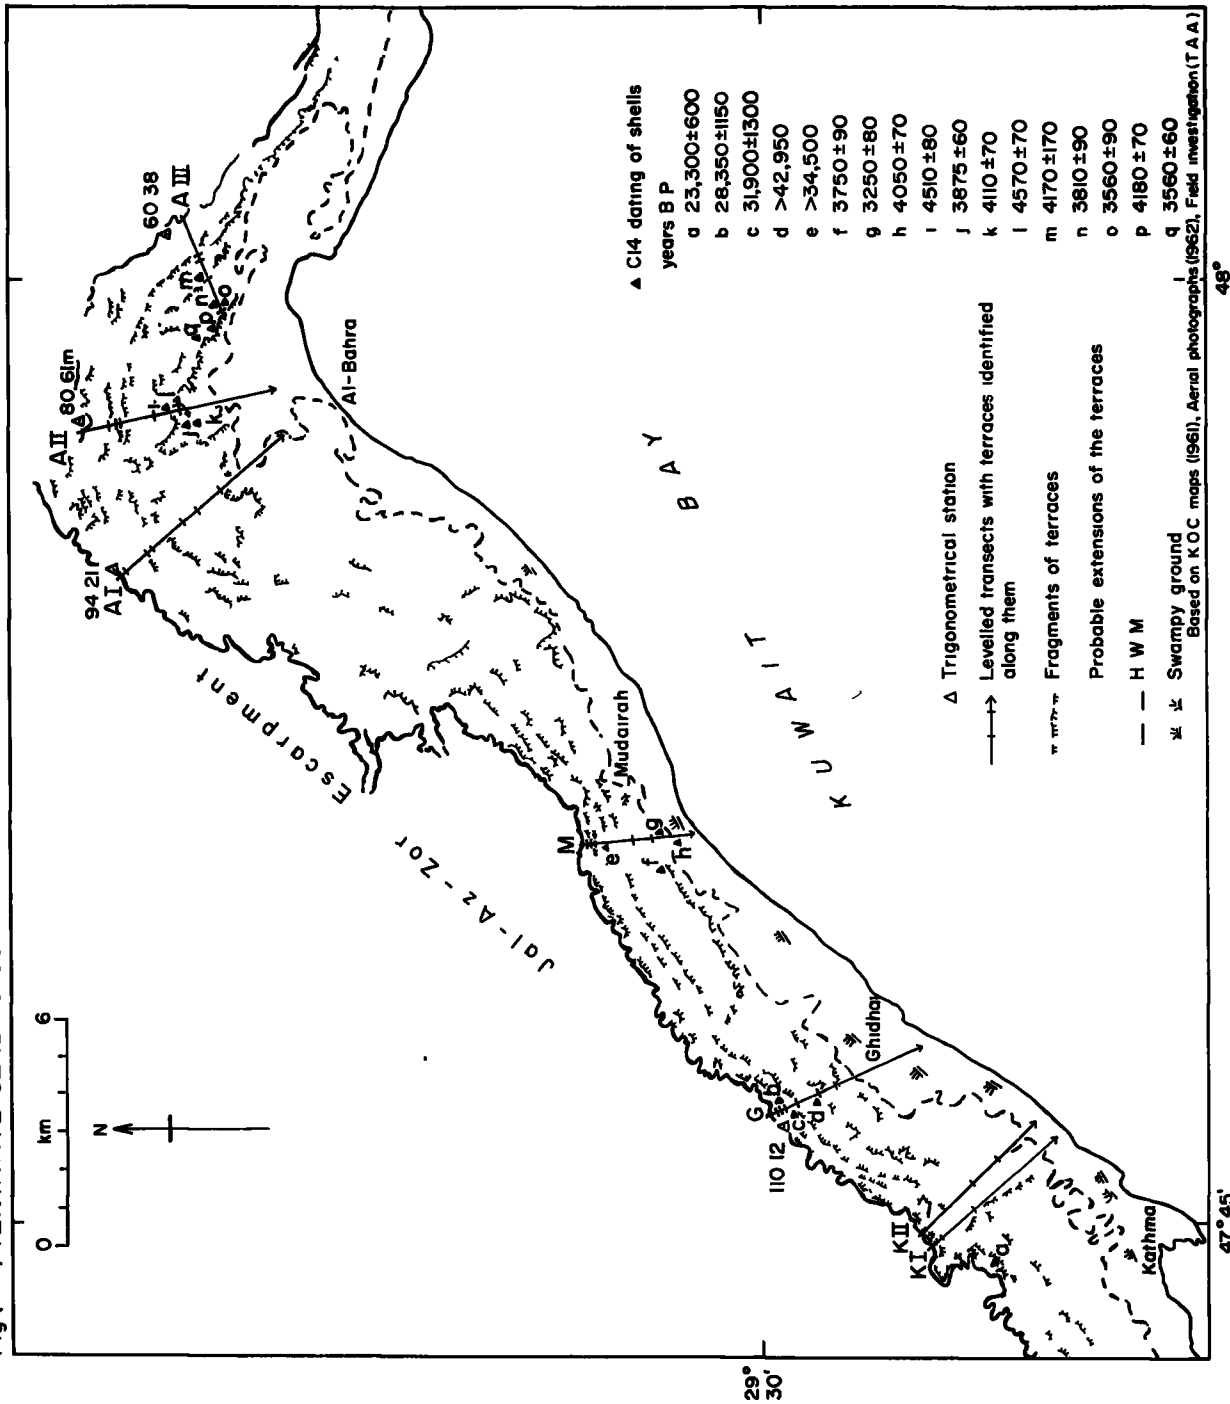 0 km 6
N
Jal-Az-Zor Escarpment
94 21
AI
AII
80 61m
60 38
AIII
q
p
n
m
o
l
j
k
Al-Bahra
KUWAIT BAY
Mudairah
M
e
f
g
h
Ghidhai
G
b
110 12
c
d
KII
KI
a
Kathma
29°
30'
47°45'
48°
▲ C14 dating of shells
years B P
a 23,300±600
b 28,350±1150
c 31,900±1300
d >42,950
e >34,500
f 3750±90
g 3250±80
h 4050±70
ı 4510±80
j 3875±60
k 4110±70
l 4570±70
m 4170±170
n 3810±90
o 3560±90
p 4180±70
q 3560±60
Trigonometrical station
Levelled transects with terraces identified
along them
Fragments of terraces
Probable extensions of the terraces
H W M
Swampy ground
Based on K O C maps (1961), Aerial photographs (1962), Field investigation (T A A)